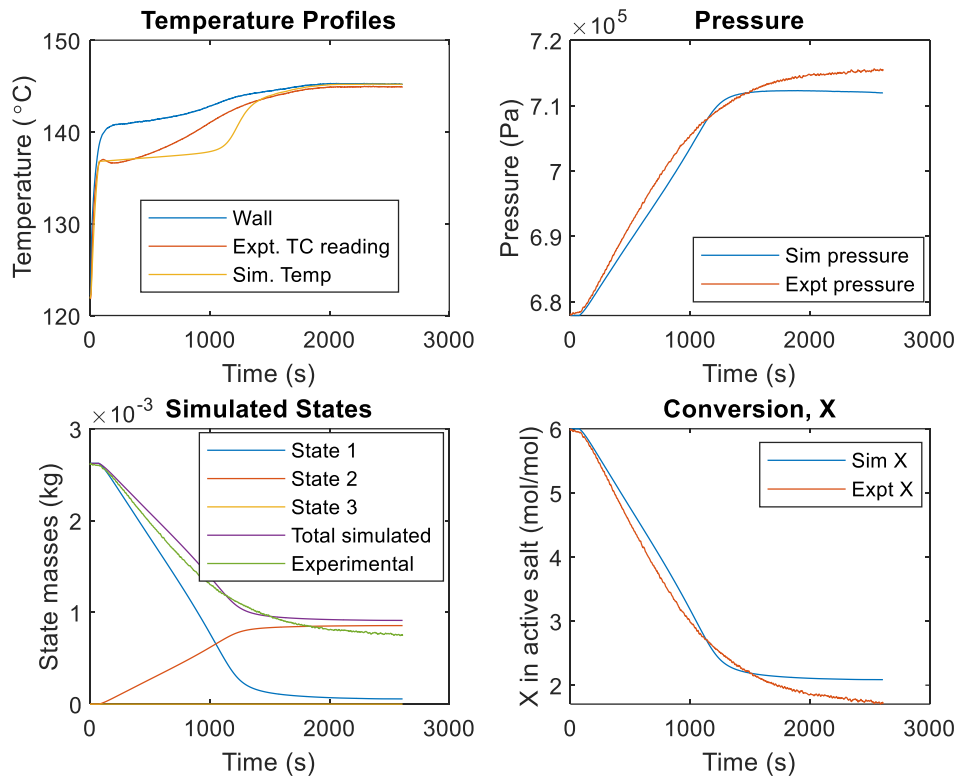 Temperature Profiles
150
140
130
120
Temperature (°C)
Wall
Expt. TC reading
Sim. Temp
0
1000
2000
3000
Time (s)
Pressure
×10⁵
7.2
7.1
7
6.9
6.8
Pressure (Pa)
Sim pressure
Expt pressure
0
1000
2000
3000
Time (s)
Simulated States
×10⁻³
3
2
1
0
State masses (kg)
State 1
State 2
State 3
Total simulated
Experimental
0
1000
2000
3000
Time (s)
Conversion, X
6
5
4
3
2
X in active salt (mol/mol)
Sim X
Expt X
0
1000
2000
3000
Time (s)